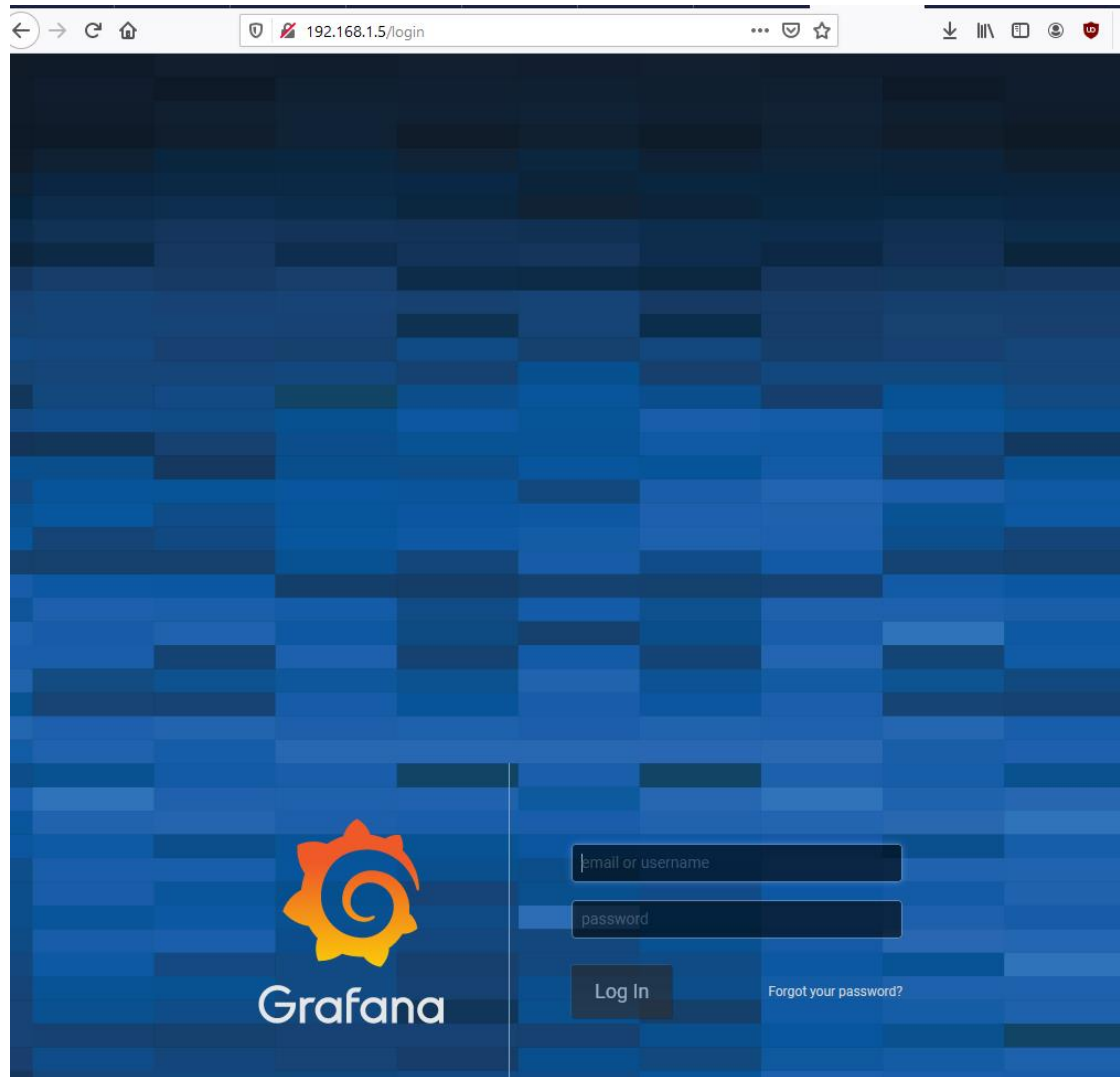 192.168.1.5/login
email or username
password
Log In
Forgot your password?
Grafana